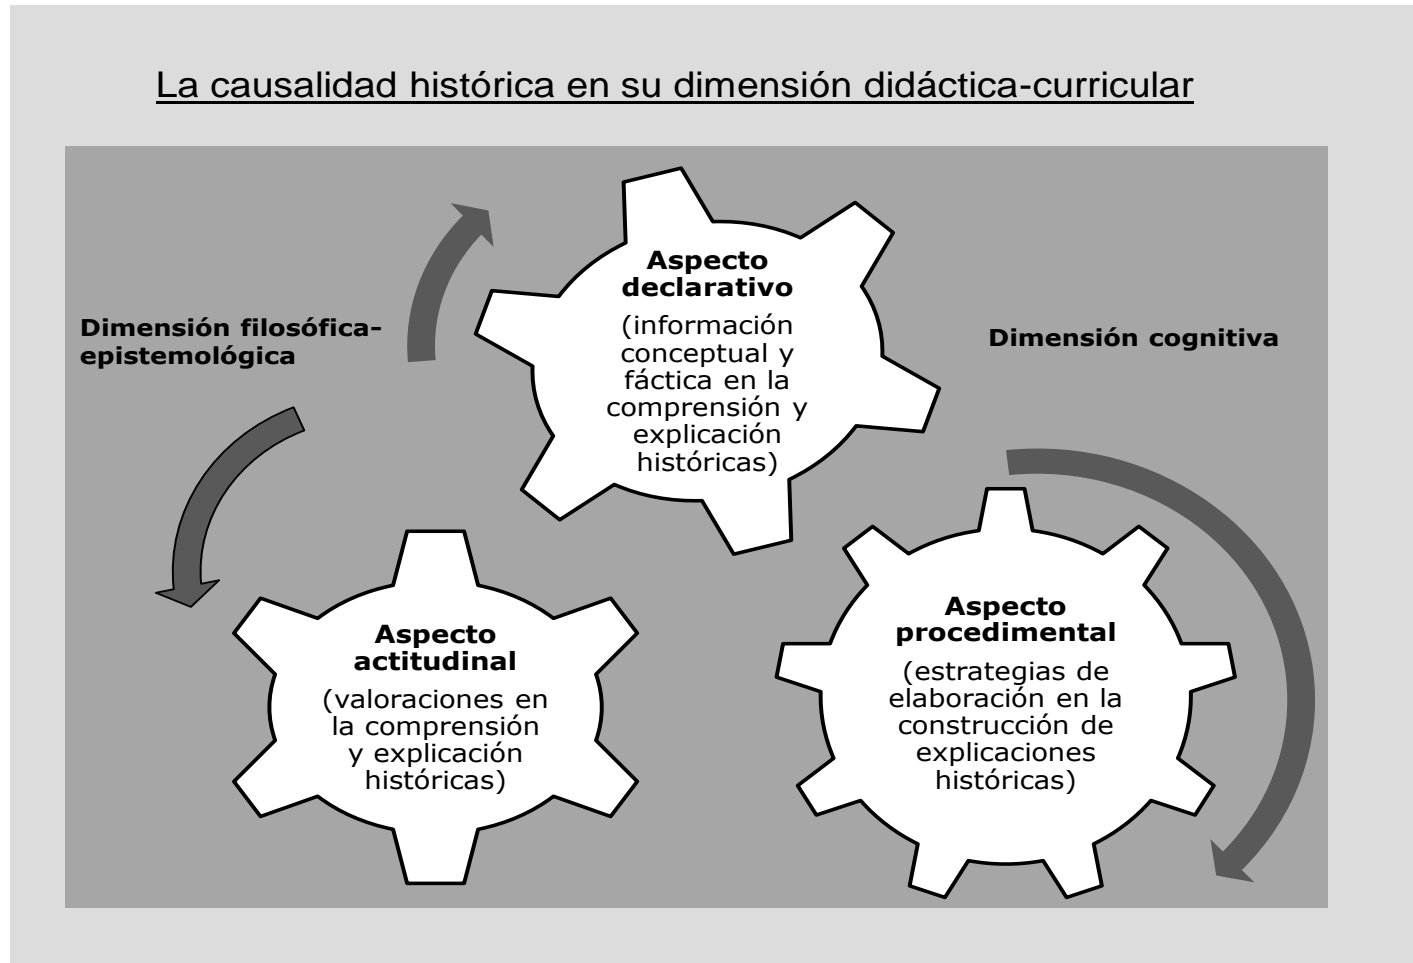 La causalidad histórica en su dimensión didáctica-curricular
Dimensión filosófica-
epistemológica
Aspecto
declarativo
(información
conceptual y
fáctica en la
comprensión y
explicación
históricas)
Dimensión cognitiva
Aspecto
actitudinal
(valoraciones en
la comprensión
y explicación
históricas)
Aspecto
procedimental
(estrategias de
elaboración en la
construcción de
explicaciones
históricas)